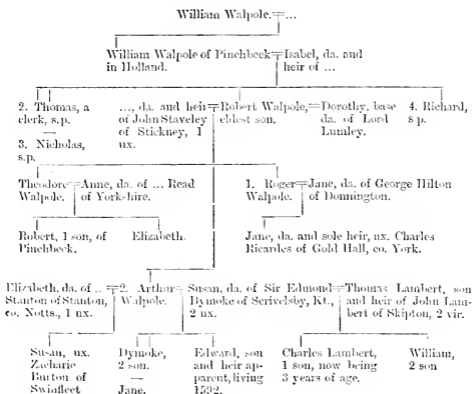 William Walpole.=...
William Walpole of Pinchbeck=Isabel, da. and
in Holland. heir of ...
2. Thomas, a ..., da. and heir=Robert Walpole,=Dorothy, base 4. Richard,
clerk, s.p. of John Staveley eldest son. da. of Lord s.p.
— of Stickney, 1 Lumley.
3. Nicholas, ux.
s.p.
Theodore=Anne, da. of ... Read 1. Roger=Jane, da. of George Hilton
Walpole. of Yorkshire. Walpole. of Donnington.
Robert, 1 son, of Elizabeth. Jane, da. and sole heir, ux. Charles
Pinchbeck. Ricardes of Gold Hall, co. York.
Elizabeth, da. of ..=2. Arthur=Susan, da. of Sir Edmond=Thomas Lambert, son
Stanton of Stanton, Walpole. Dymoke of Scrivelsby, Kt., and heir of John Lam-
co. Notts., 1 ux. 2 ux. bert of Skipton, 2 vir.
Susan, ux. Dymoke, Edward, son Charles Lambert, William,
Zacharie 2 son. and heir ap- 1 son, now being 2 son
Burton of — parent, living 3 years of age.
Swinfleet Jane. 1592.